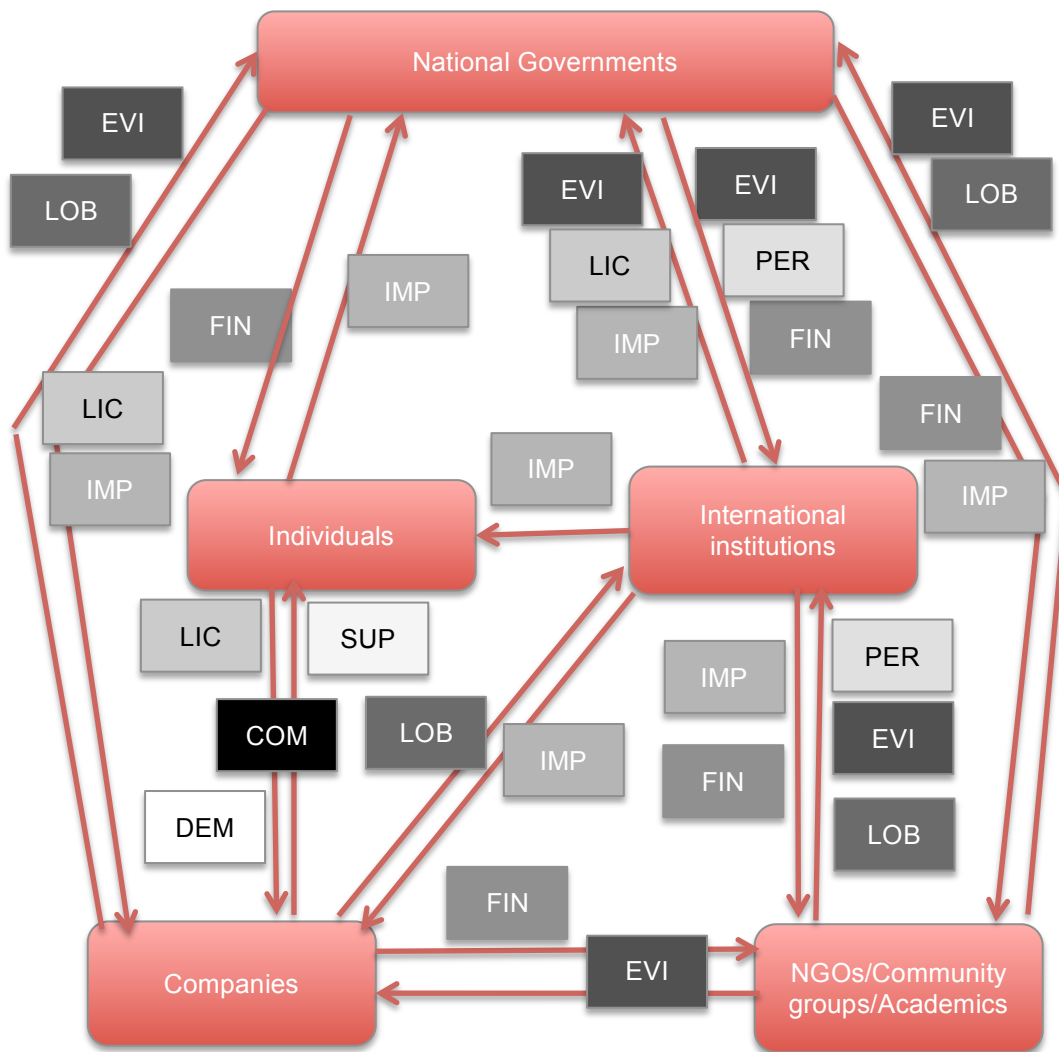 National Governments
EVI
EVI
LOB
LOB
EVI
EVI
LIC
PER
IMP
FIN
IMP
FIN
LIC
FIN
IMP
IMP
IMP
Individuals
International
institutions
LIC
SUP
PER
IMP
COM
LOB
IMP
EVI
FIN
DEM
LOB
FIN
EVI
Companies
NGOs/Community
groups/Academics